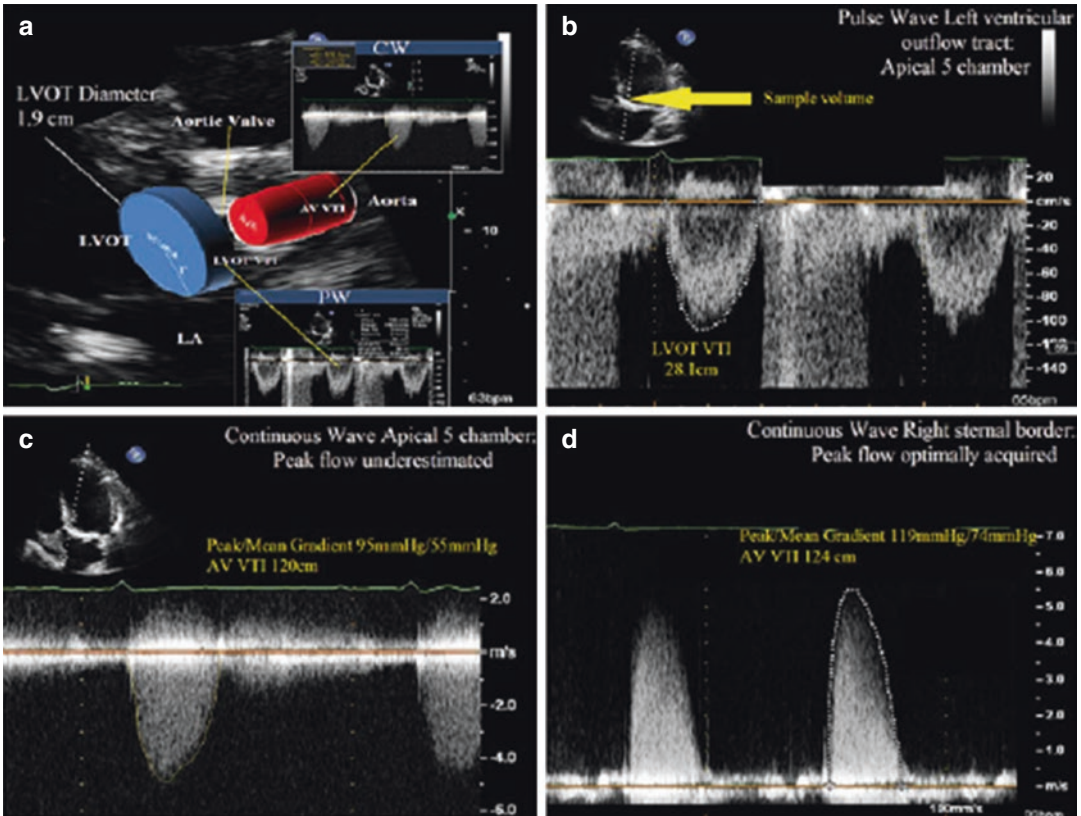 a
CW
LVOT Diameter
1.9 cm
Aortic Valve
AV VTI
Aorta
LVOT
LVOT VTI
10
PW
LA
63bpm
b
Pulse Wave Left ventricular
outflow tract:
Apical 5 chamber
Sample volume
20
cm/s
-20
-40
-60
-80
-100
-120
-140
LVOT VTI
28 1cm
65bpm
c
Continuous Wave Apical 5 chamber:
Peak flow underestimated
Peak/Mean Gradient 95mmHg/55mmHg
AV VTI 120cm
2.0
m/s
-2.0
-4.0
-6.0
d
Continuous Wave Right sternal border:
Peak flow optimally acquired
Peak/Mean Gradient 119mmHg/74mmHg
AV VTI 124 cm
7.0
6.0
5.0
4.0
3.0
2.0
1.0
m/s
100mm/s